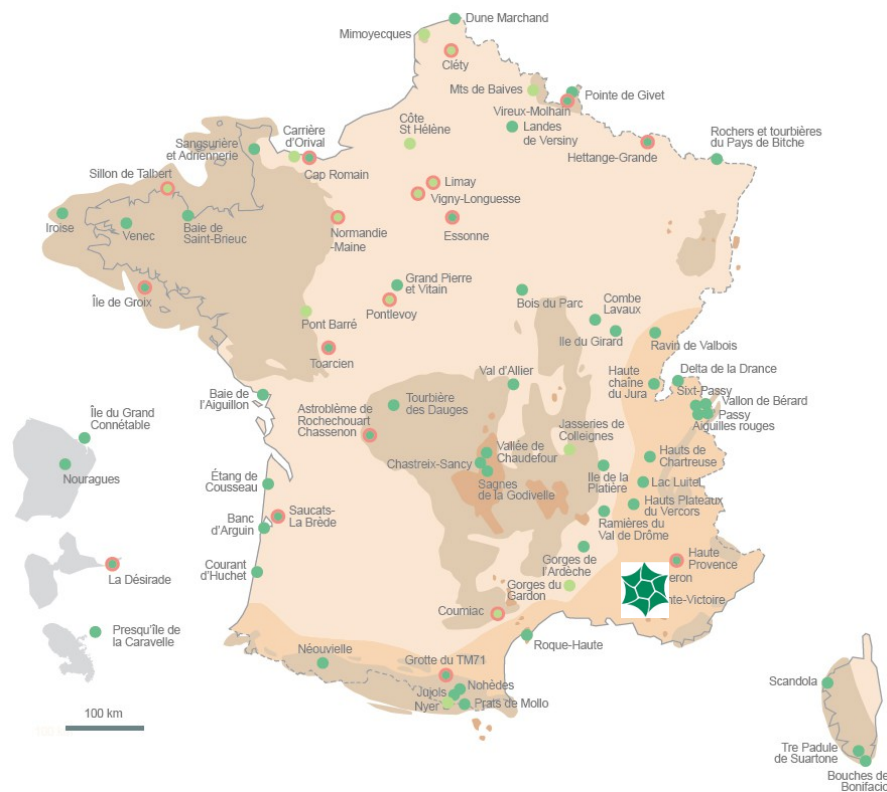 Dune Marchand
Mimoyecques
Cléty
Mts de Baives
Pointe de Givet
Vireux-Molhain
Côte
St Hélène
Landes
de Versiny
Sangsurière
et Adriennerie
Carrière
d'Orival
Cap Romain
Hettange-Grande
Rochers et tourbières
du Pays de Bitche
Sillon de Talbert
Limay
Vigny-Longuesse
Iroise
Venec
Baie de
Saint-Brieuc
Normandie
-Maine
Essonne
Île de Groix
Grand Pierre
et Vitain
Pontlevoy
Bois du Parc
Combe
Lavaux
Ile du Girard
Ravin de Valbois
Pont Barré
Toarcien
Baie de
l'Aiguillon
Val d'Allier
Haute
chaîne
du Jura
Delta de la Drance
Sixt-Passy
Vallon de Bérard
Passy
Aiguilles rouges
Tourbière
des Dauges
Astroblème de
Rochechouart
Chassenon
Île du Grand
Connétable
Nouragues
Jasseries de
Colleignes
Vallée de
Chaudefour
Chastreix-Sancy
Sagnes
de la Godivelle
Hauts de
Chartreuse
Ile de la
Platière
Lac Luitel
Hauts Plateaux
du Vercors
Étang de
Cousseau
Saucats-
La Brède
Banc
d'Arguin
Ramières du
Val de Drôme
La Désirade
Courant
d'Huchet
Gorges de
l'Ardèche
Haute
Provence
eron
Gorges du
Gardon
nte-Victoire
Coumiac
Presqu'île de
la Caravelle
Roque-Haute
Néouvielle
Grotte du TM71
Nohèdes
Jujols
Nyer
Prats de Mollo
Scandola
100 km
Tre Padule
de Suartone
Bouches de
Bonifacio